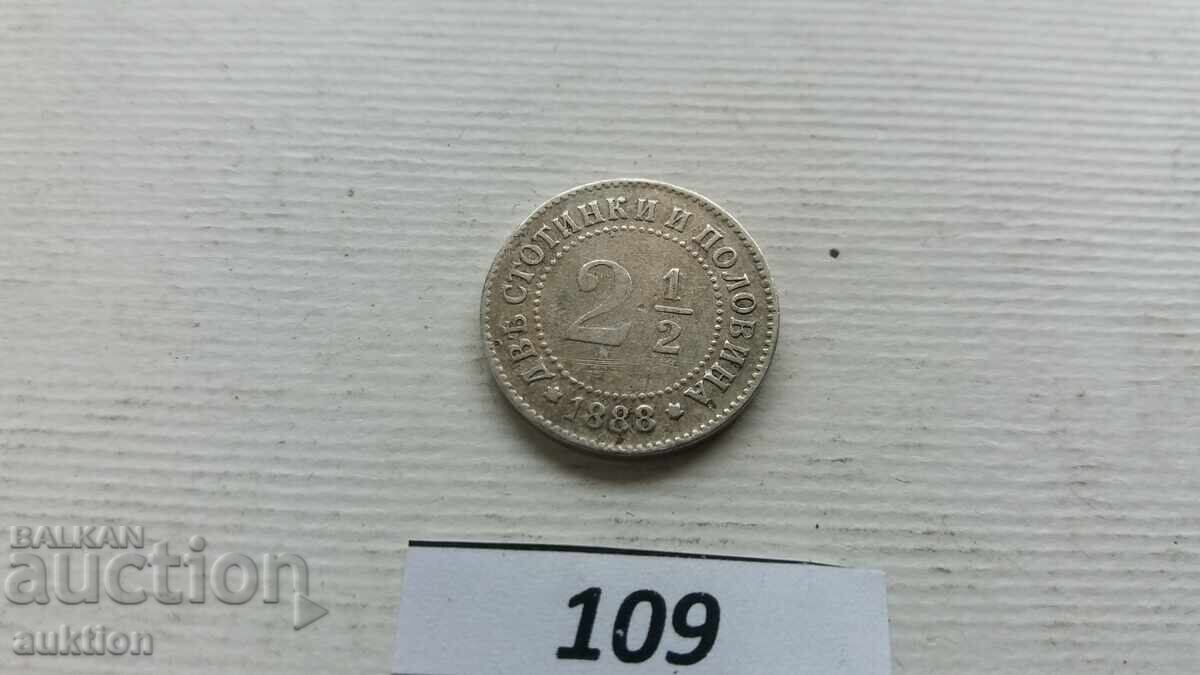 ДВѢ СТОТИНКИ И ПОЛОВИНА
2 1/2
* 1888 *
109
BALKAN
auction
auktion